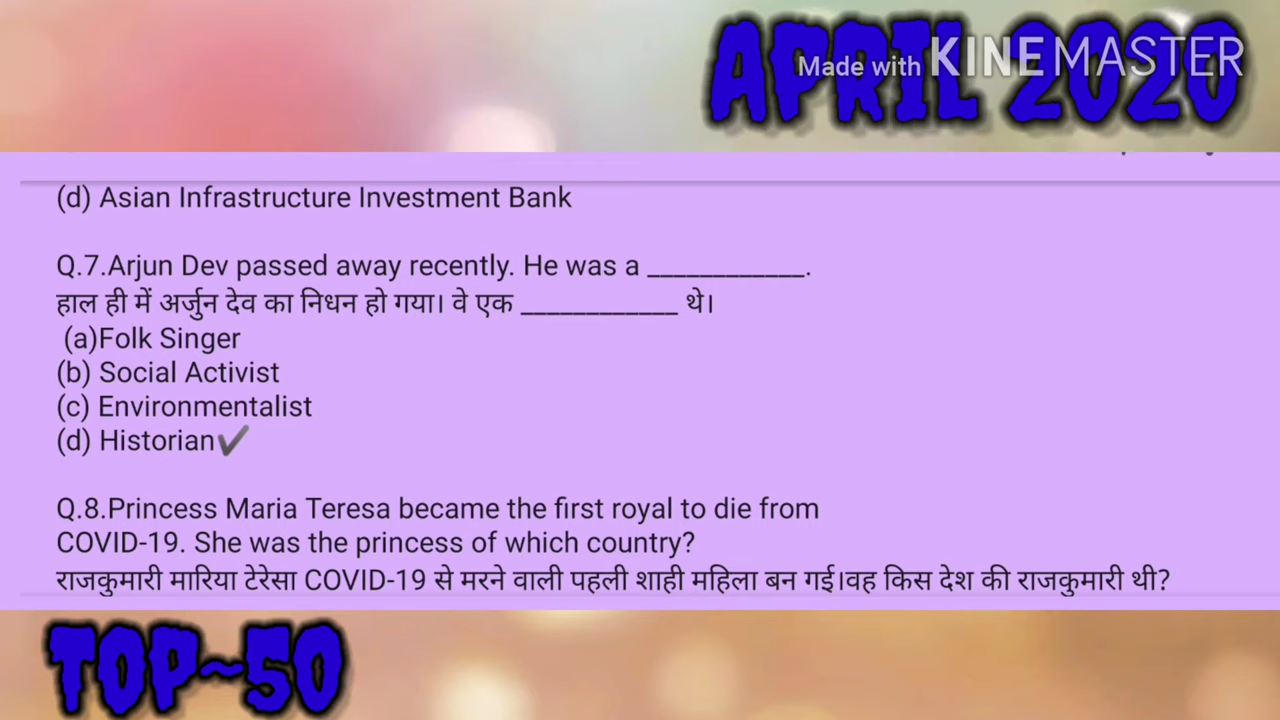 APRIL 2020
Made with KINEMASTER
(d) Asian Infrastructure Investment Bank
Q.7.Arjun Dev passed away recently. He was a ____________.
हाल ही में अर्जुन देव का निधन हो गया। वे एक ____________ थे।
(a)Folk Singer
(b) Social Activist
(c) Environmentalist
(d) Historian✔
Q.8.Princess Maria Teresa became the first royal to die from
COVID-19. She was the princess of which country?
राजकुमारी मारिया टेरेसा COVID-19 से मरने वाली पहली शाही महिला बन गई।वह किस देश की राजकुमारी थी?
TOP~50